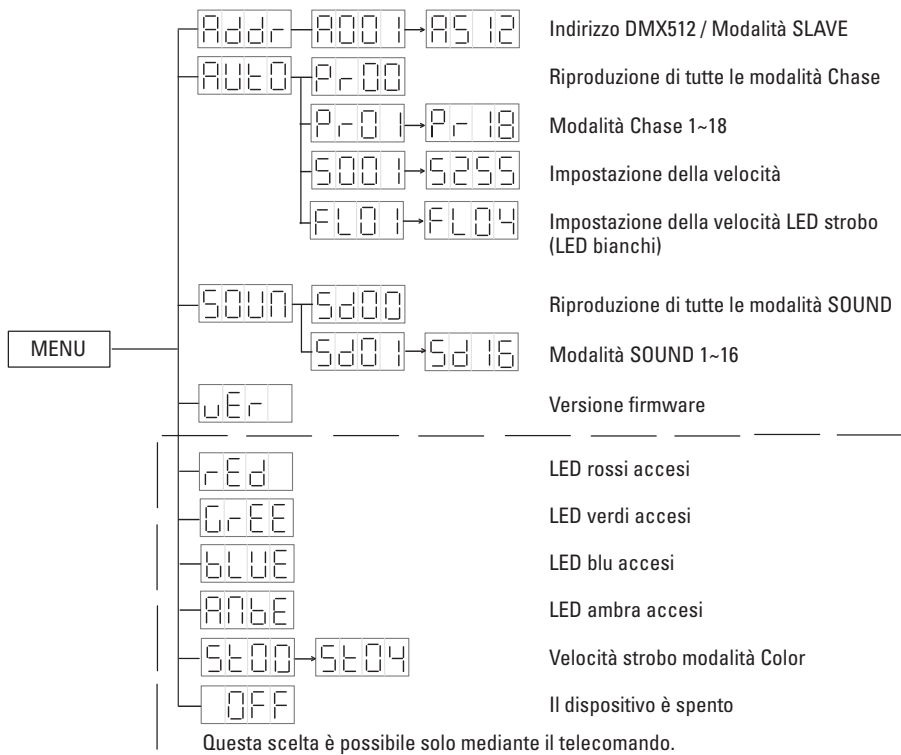 Addr A001 AS12 Indirizzo DMX512 / Modalità SLAVE
AUtO Pr00 Riproduzione di tutte le modalità Chase
Pr01 Pr18 Modalità Chase 1~18
S001 S255 Impostazione della velocità
FL01 FL04 Impostazione della velocità LED strobo
(LED bianchi)
SOUN Sd00 Riproduzione di tutte le modalità SOUND
MENU
Sd01 Sd16 Modalità SOUND 1~16
vEr Versione firmware
rEd LED rossi accesi
GrEE LED verdi accesi
bLUE LED blu accesi
AMbE LED ambra accesi
St00 St04 Velocità strobo modalità Color
OFF Il dispositivo è spento
Questa scelta è possibile solo mediante il telecomando.